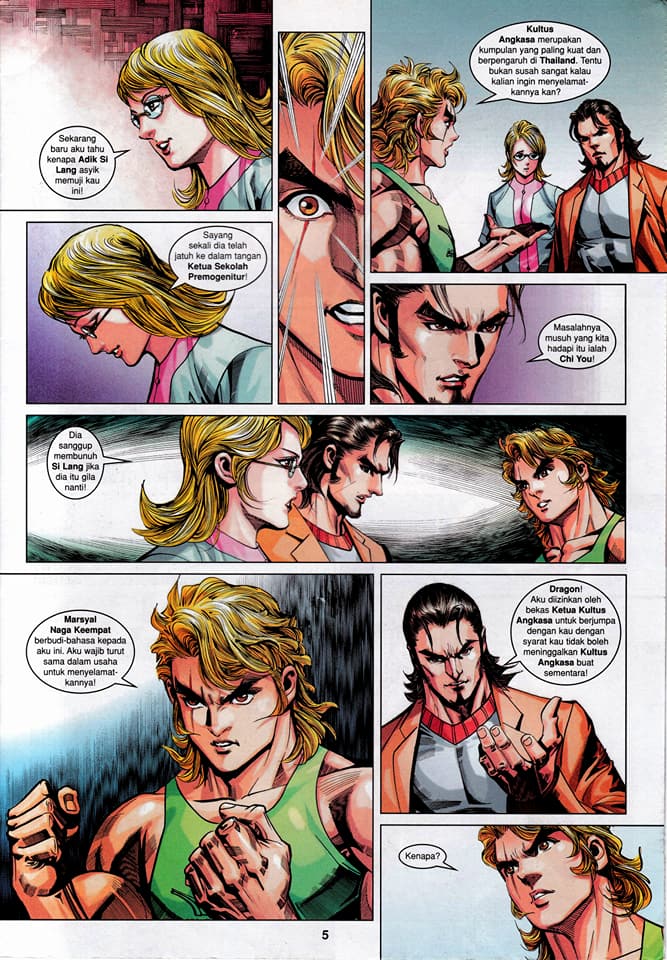 Sekarang
baru aku tahu
kenapa Adik Si
Lang asyik
memuji kau
ini!
Kultus
Angkasa merupakan
kumpulan yang paling kuat dan
berpengaruh di Thailand. Tentu
bukan susah sangat kalau
kalian ingin menyelamat-
kannya kan?
Sayang
sekali dia telah
jatuh ke dalam tangan
Ketua Sekolah
Premogenitur!
Masalahnya
musuh yang kita
hadapi itu ialah
Chi You!
Dia
sanggup
membunuh
Si Lang jika
dia itu gila
nanti!
Marsyal
Naga Keempat
berbudi-bahasa kepada
aku ini. Aku wajib turut
sama dalam usaha
untuk menyelamat-
kannya!
Dragon!
Aku diizinkan oleh
bekas Ketua Kultus
Angkasa untuk berjumpa
dengan kau dengan
syarat kau tidak boleh
meninggalkan Kultus
Angkasa buat
sementara!
Kenapa?
5